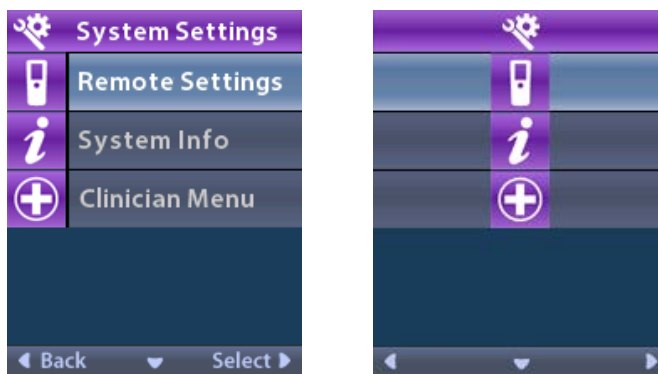 System Settings
Remote Settings
System Info
Clinician Menu
Back Select